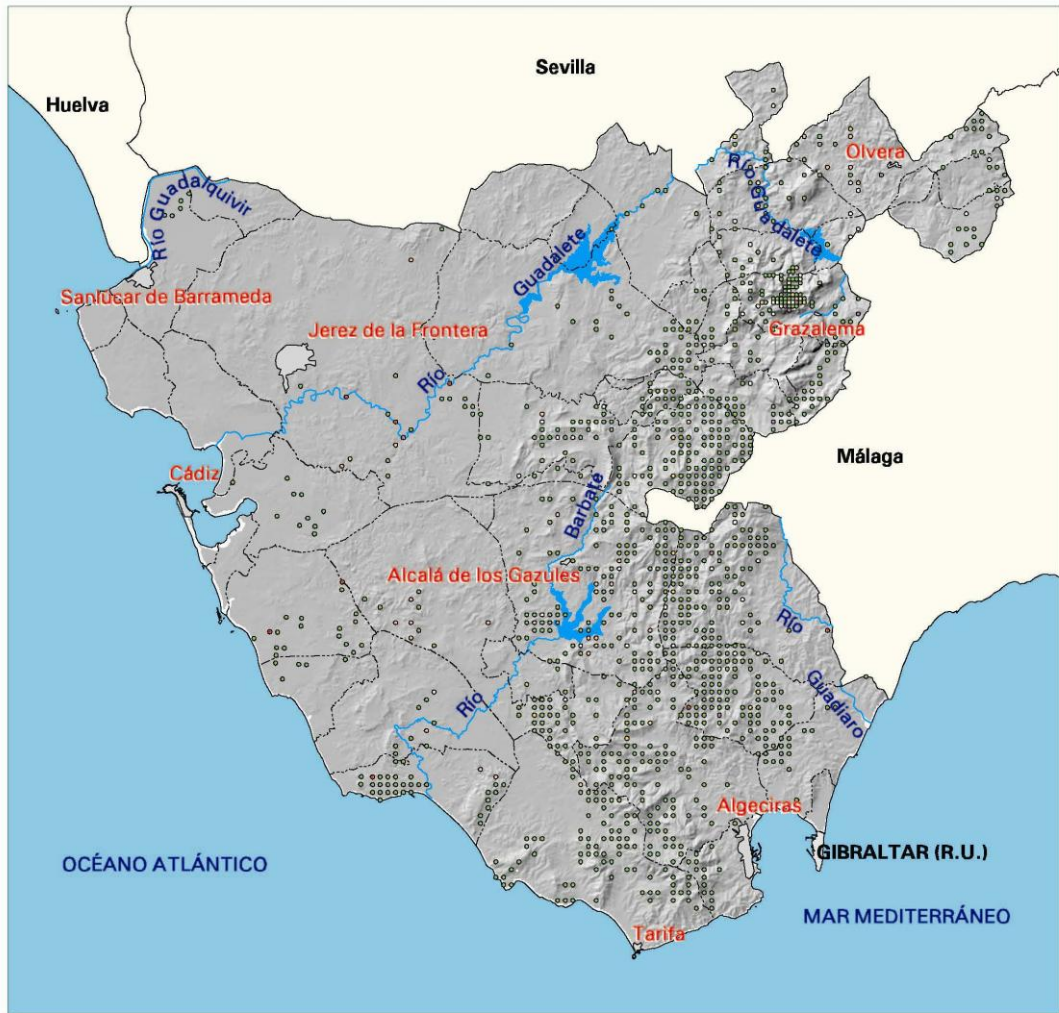 Sevilla
Huelva
Olvera
Río Guadalquivir
Río Guadalete
Guadalete
Sanlúcar de Barrameda
Jerez de la Frontera
Grazalema
Río
Málaga
Cádiz
Barbate
Alcalá de los Gazules
Río
Río
Guadiaro
Algeciras
OCÉANO ATLÁNTICO
GIBRALTAR (R.U.)
MAR MEDITERRÁNEO
Tarifa